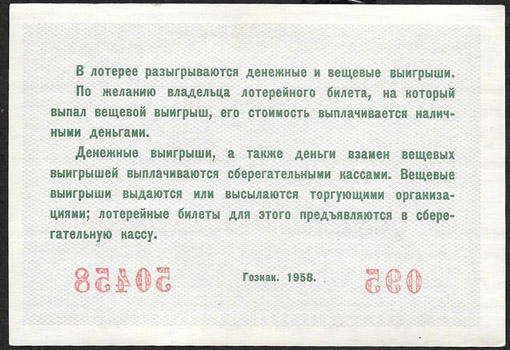 В лотерее разыгрываются денежные и вещевые выигрыши.
По желанию владельца лотерейного билета, на который
выпал вещевой выигрыш, его стоимость выплачивается налич-
ными деньгами.
Денежные выигрыши, а также деньги взамен вещевых
выигрышей выплачиваются сберегательными кассами. Вещевые
выигрыши выдаются или высылаются торгующими организа-
циями; лотерейные билеты для этого предъявляются в сбере-
гательную кассу.
50458 Гознак. 1958. 095